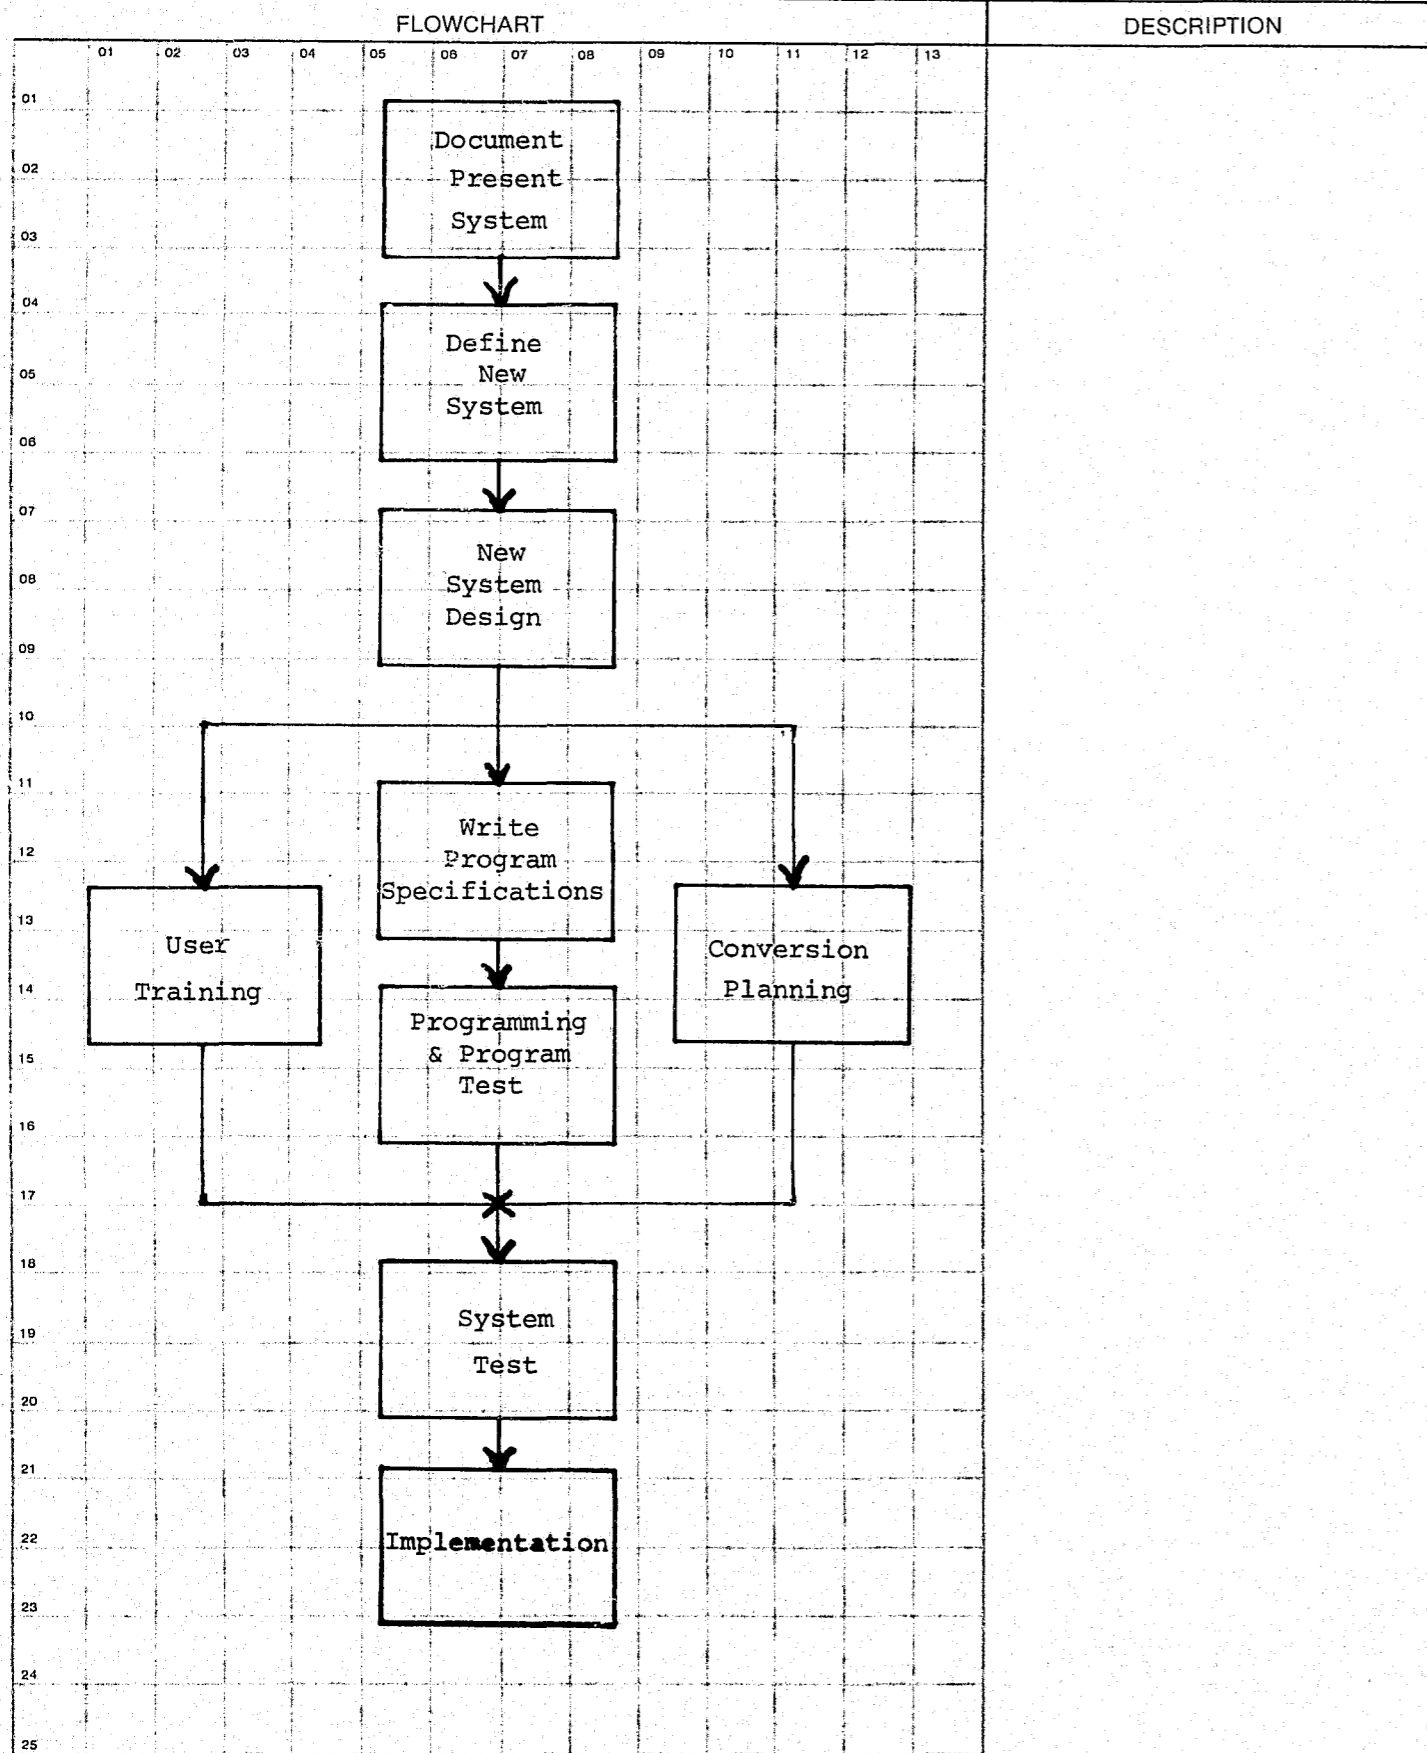 FLOWCHART
DESCRIPTION
01 02 03 04 05 06 07 08 09 10 11 12 13
01
Document
02
Present
System
03
04
Define
05
New
System
06
07
New
08
System
Design
09
10
11
Write
12
Program
Specifications
13
User
Conversion
14
Training
Planning
Programming
15
& Program
Test
16
17
18
System
19
Test
20
21
22
Implementation
23
24
25